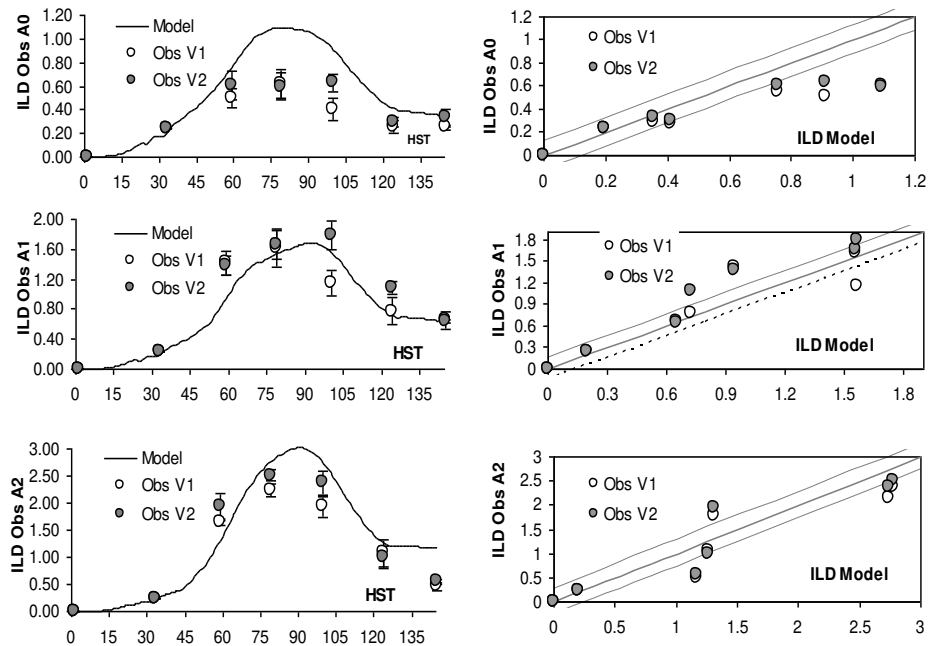 ILD Obs A0
1.20
1.00
0.80
0.60
0.40
0.20
0.00
Model
Obs V1
Obs V2
HST
0 15 30 45 60 75 90 105 120 135
ILD Obs A0
1.2
1
0.8
0.6
0.4
0.2
0
Obs V1
Obs V2
ILD Model
0 0.2 0.4 0.6 0.8 1 1.2
ILD Obs A1
2.00
1.60
1.20
0.80
0.40
0.00
Model
Obs V1
Obs V2
HST
0 15 30 45 60 75 90 105 120 135
ILD Obs A1
1.8
1.5
1.2
0.9
0.6
0.3
0
Obs V1
Obs V2
ILD Model
0 0.3 0.6 0.9 1.2 1.5 1.8
ILD Obs A2
3.00
2.50
2.00
1.50
1.00
0.50
0.00
Model
Obs V1
Obs V2
HST
0 15 30 45 60 75 90 105 120 135
ILD Obs A2
3
2.5
2
1.5
1
0.5
0
Obs V1
Obs V2
ILD Model
0 0.5 1 1.5 2 2.5 3